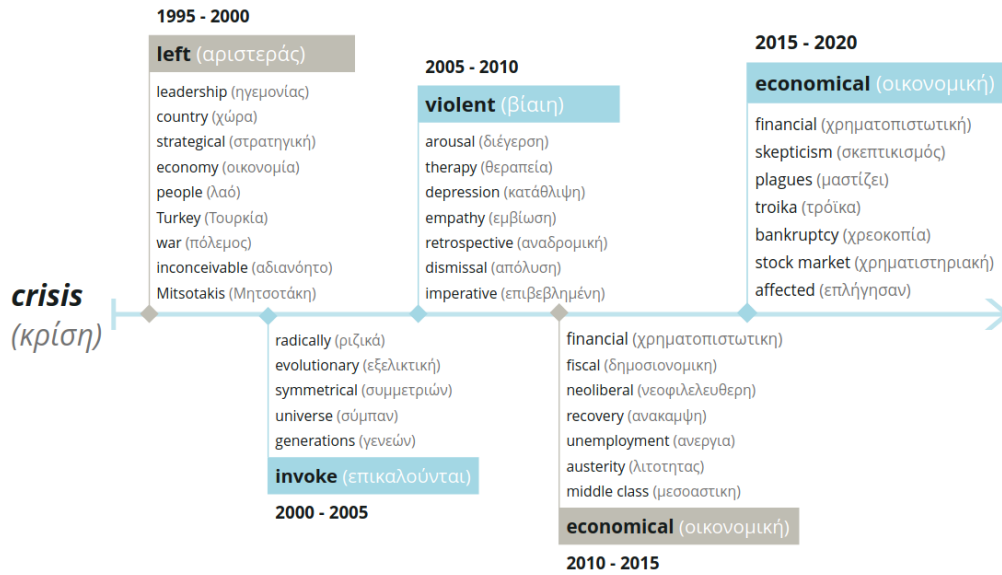 1995 - 2000
left (αριστεράς)
leadership (ηγεμονίας)
country (χώρα)
strategical (στρατηγική)
economy (οικονομία)
people (λαό)
Turkey (Τουρκία)
war (πόλεμος)
inconceivable (αδιανόητο)
Mitsotakis (Μητσοτάκη)
2005 - 2010
violent (βίαιη)
arousal (διέγερση)
therapy (θεραπεία)
depression (κατάθλιψη)
empathy (εμβίωση)
retrospective (αναδρομική)
dismissal (απόλυση)
imperative (επιβεβλημένη)
2015 - 2020
economical (οικονομική)
financial (χρηματοπιστωτική)
skepticism (σκεπτικισμός)
plagues (μαστίζει)
troika (τρόϊκα)
bankruptcy (χρεοκοπία)
stock market (χρηματιστηριακή)
affected (επλήγησαν)
crisis
(κρίση)
radically (ριζικά)
evolutionary (εξελικτική)
symmetrical (συμμετριών)
universe (σύμπαν)
generations (γενεών)
invoke (επικαλούνται)
2000 - 2005
financial (χρηματοπιστωτικη)
fiscal (δημοσιονομικη)
neoliberal (νεοφιλελευθερη)
recovery (ανακαμψη)
unemployment (ανεργια)
austerity (λιτοτητας)
middle class (μεσοαστικη)
economical (οικονομική)
2010 - 2015